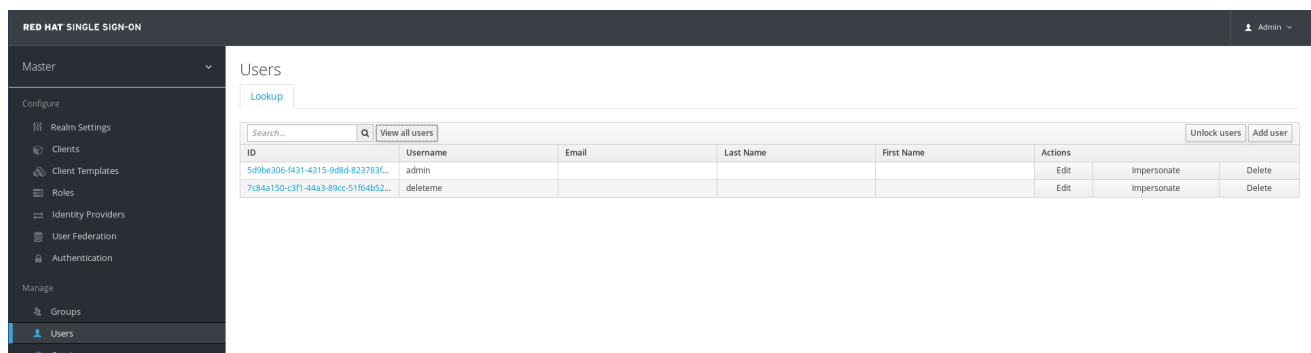 RED HAT SINGLE SIGN-ON
Admin
Master
Configure
Realm Settings
Clients
Client Templates
Roles
Identity Providers
User Federation
Authentication
Manage
Groups
Users
Users
Lookup
Search...
View all users
Unlock users
Add user
ID Username Email Last Name First Name Actions
5d9be306-f431-4315-9d8d-823783f... admin Edit Impersonate Delete
7c84a150-c3f1-44a3-89cc-51f64b52... deleteme Edit Impersonate Delete